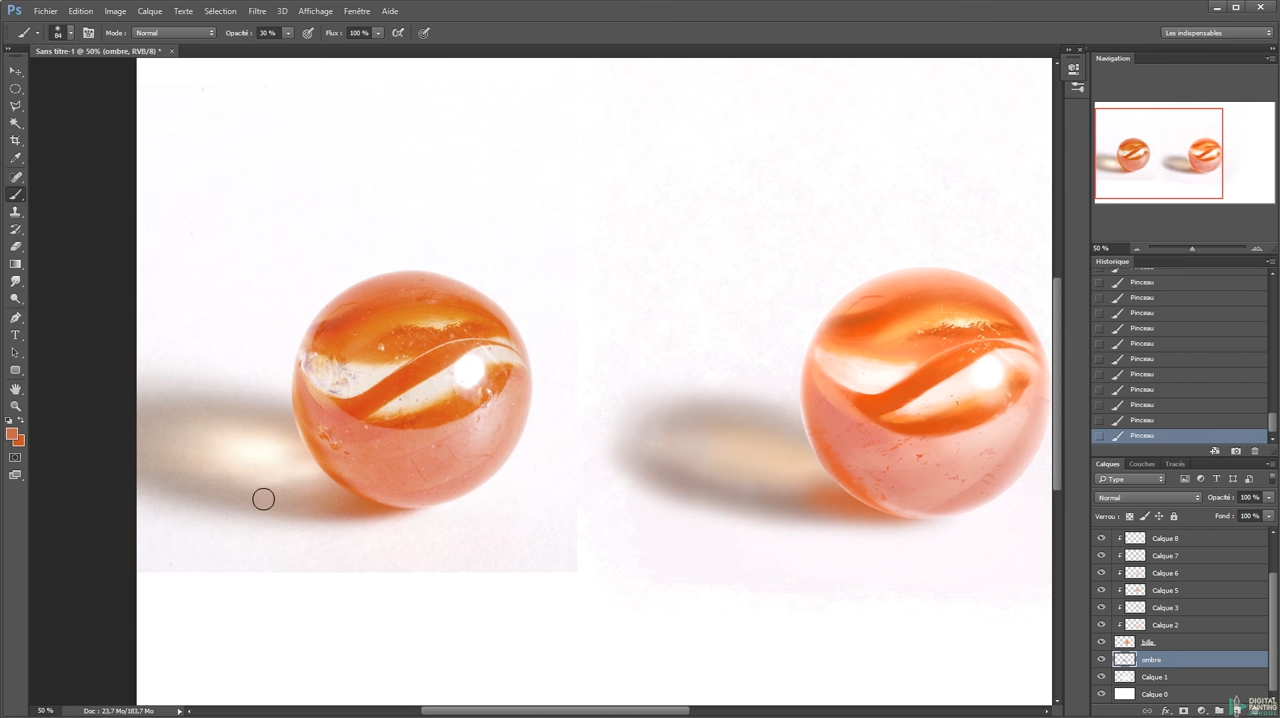 Ps Fichier Edition Image Calque Texte Sélection Filtre 3D Affichage Fenêtre Aide
84 Mode : Normal Opacité : 30 % Flux : 100 % Les indispensables
Sans titre-1 @ 50% (ombre, RVB/8) * ×
Navigation
50 %
Historique
Pinceau
Pinceau
Pinceau
Pinceau
Pinceau
Pinceau
Pinceau
Pinceau
Pinceau
Pinceau
Pinceau
Pinceau
Calques Couches Tracés
Type
Normal Opacité : 100 %
Verrou : Fond : 100 %
Calque 8
Calque 7
Calque 6
Calque 5
Calque 3
Calque 2
bille
ombre
Calque 1
Calque 0
fx
50 % Doc : 23,7 Mo/183,7 Mo
DIGITAL
PAINTING
SCHOOL